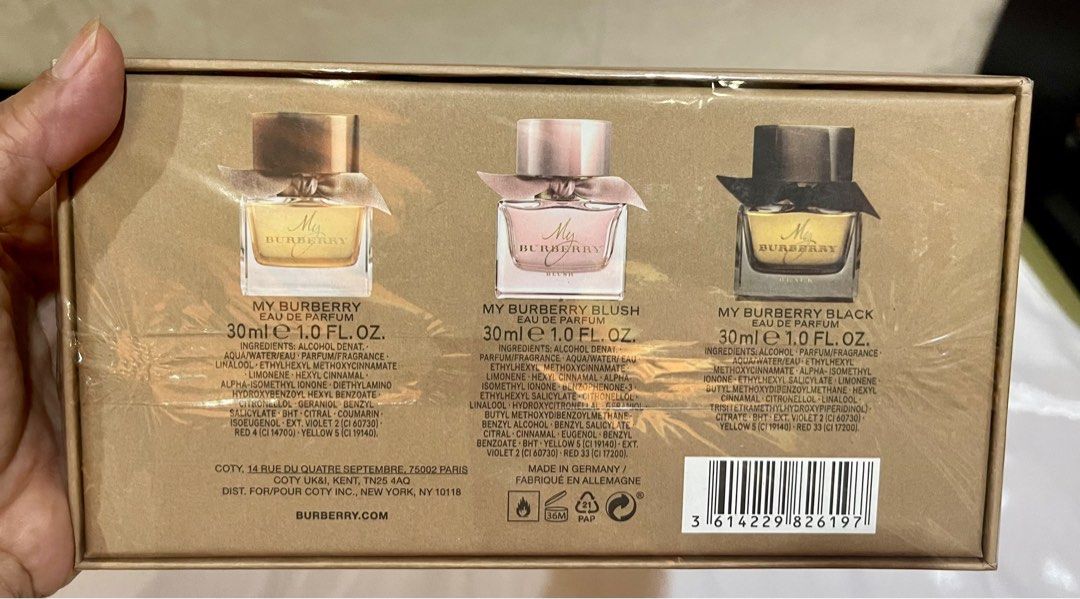 My
BURBERRY
My
BURBERRY
BLUSH
My
BURBERRY
BLACK
MY BURBERRY
EAU DE PARFUM
30ml e 1.0 FL. OZ.
INGREDIENTS: ALCOHOL DENAT. ·
AQUA/WATER/EAU · PARFUM/FRAGRANCE ·
LINALOOL · ETHYLHEXYL METHOXYCINNAMATE
· LIMONENE · HEXYL CINNAMAL ·
ALPHA-ISOMETHYL IONONE · DIETHYLAMINO
HYDROXYBENZOYL HEXYL BENZOATE
· CITRONELLOL · GERANIOL · BENZYL
SALICYLATE · BHT · CITRAL · COUMARIN ·
ISOEUGENOL · EXT. VIOLET 2 (CI 60730) ·
RED 4 (CI 14700) · YELLOW 5 (CI 19140).
MY BURBERRY BLUSH
EAU DE PARFUM
30ml e 1.0 FL. OZ.
INGREDIENTS: ALCOHOL DENAT. ·
PARFUM/FRAGRANCE · AQUA/WATER/EAU ·
ETHYLHEXYL METHOXYCINNAMATE ·
LIMONENE · HEXYL CINNAMAL · ALPHA-
ISOMETHYL IONONE · BENZOPHENONE-3 ·
ETHYLHEXYL SALICYLATE · CITRONELLOL ·
LINALOOL · HYDROXYCITRONELLAL · GERANIOL ·
BUTYL METHOXYDIBENZOYLMETHANE ·
BENZYL ALCOHOL · BENZYL SALICYLATE ·
CITRAL · CINNAMAL · EUGENOL · BENZYL
BENZOATE · BHT · YELLOW 5 (CI 19140) · EXT.
VIOLET 2 (CI 60730) · RED 33 (CI 17200).
MY BURBERRY BLACK
EAU DE PARFUM
30ml e 1.0 FL. OZ.
INGREDIENTS: ALCOHOL · PARFUM/FRAGRANCE ·
AQUA/WATER/EAU · ETHYLHEXYL
METHOXYCINNAMATE · ALPHA-ISOMETHYL
IONONE · ETHYLHEXYL SALICYLATE · LIMONENE ·
BUTYL METHOXYDIBENZOYLMETHANE · HEXYL
CINNAMAL · CITRONELLOL · LINALOOL ·
TRIS(TETRAMETHYLHYDROXYPIPERIDINOL)
CITRATE · BHT · EXT. VIOLET 2 (CI 60730) ·
YELLOW 5 (CI 19140) · RED 33 (CI 17200).
COTY, 14 RUE DU QUATRE SEPTEMBRE, 75002 PARIS
COTY UK&I, KENT, TN25 4AQ
DIST. FOR/POUR COTY INC., NEW YORK, NY 10118
BURBERRY.COM
MADE IN GERMANY /
FABRIQUÉ EN ALLEMAGNE
36M
21
PAP
®
3 614229 826197